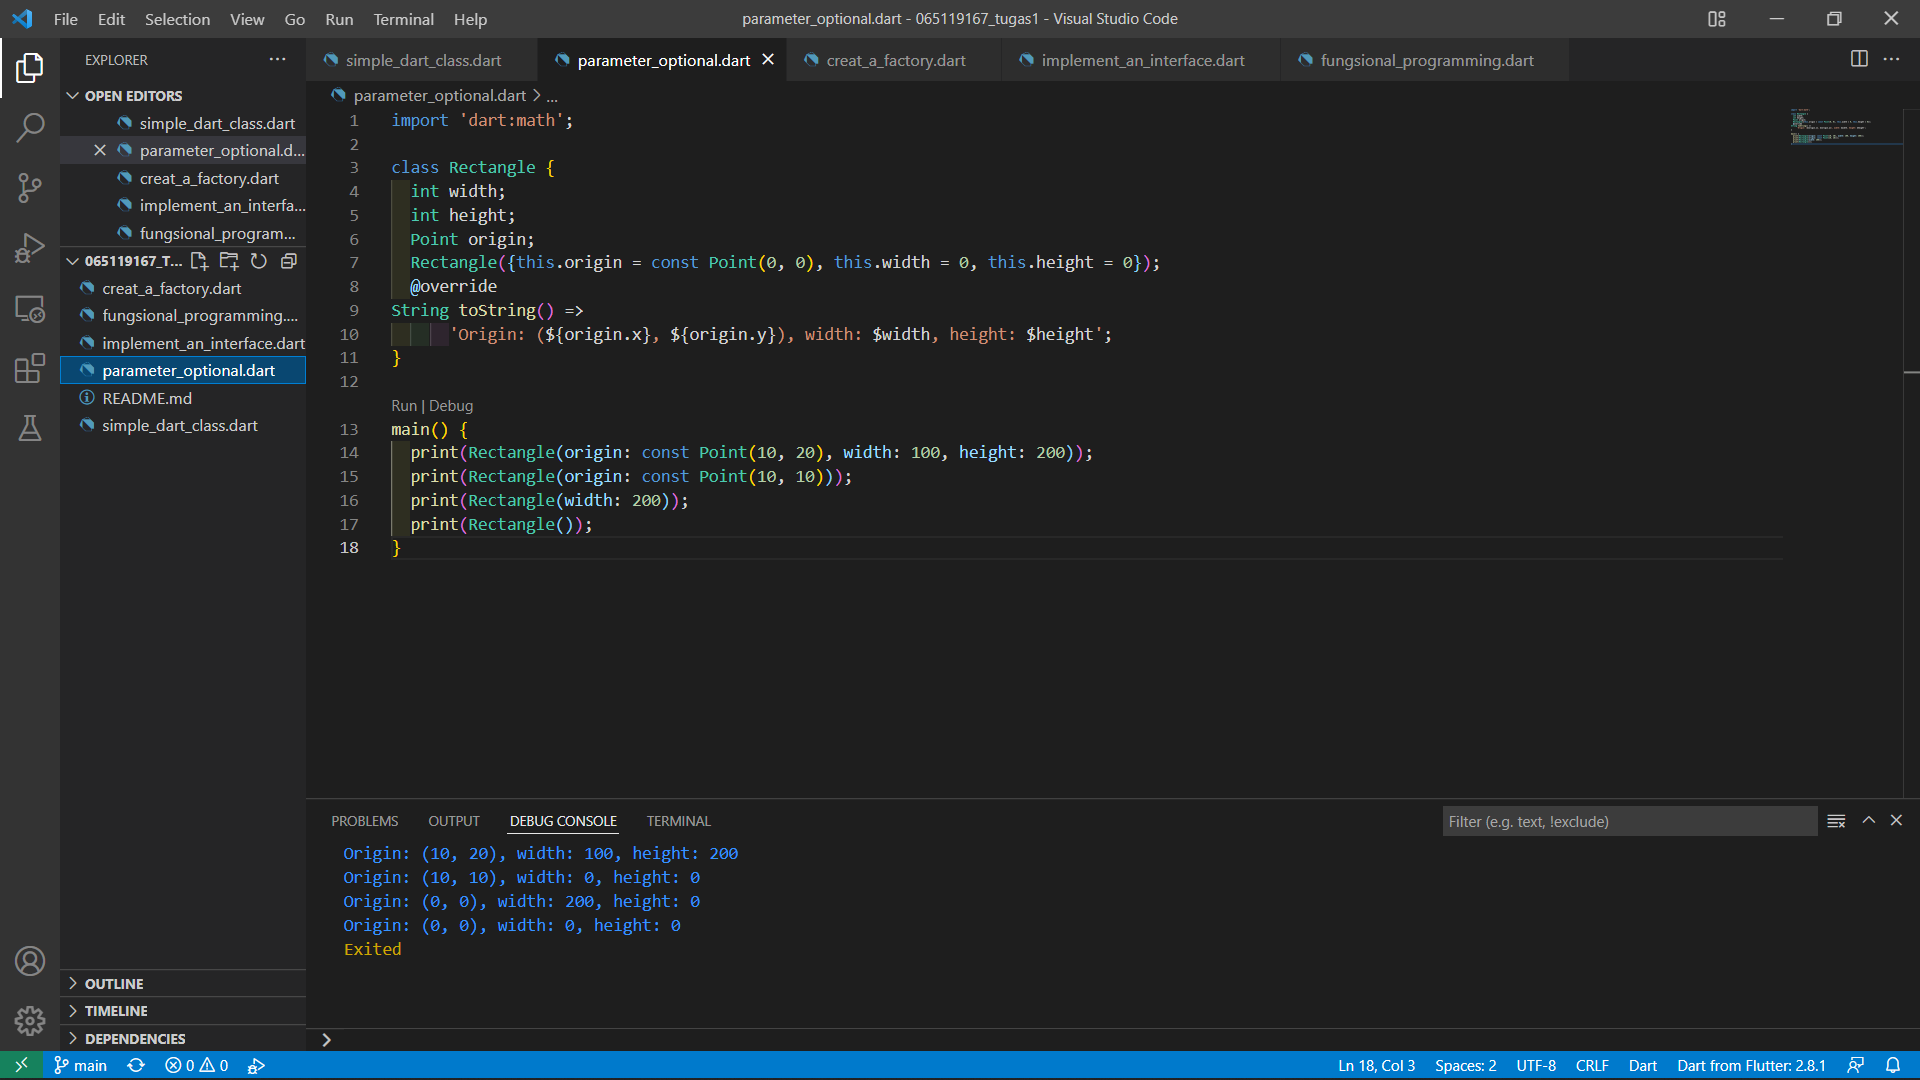 File Edit Selection View Go Run Terminal Help
parameter_optional.dart - 065119167_tugas1 - Visual Studio Code
EXPLORER
OPEN EDITORS
simple_dart_class.dart
parameter_optional.d...
creat_a_factory.dart
implement_an_interfa...
fungsional_program...
065119167_T...
creat_a_factory.dart
fungsional_programming....
implement_an_interface.dart
parameter_optional.dart
README.md
simple_dart_class.dart
OUTLINE
TIMELINE
DEPENDENCIES
simple_dart_class.dart parameter_optional.dart creat_a_factory.dart implement_an_interface.dart fungsional_programming.dart
parameter_optional.dart > ...
1 import 'dart:math';
2
3 class Rectangle {
4 int width;
5 int height;
6 Point origin;
7 Rectangle({this.origin = const Point(0, 0), this.width = 0, this.height = 0});
8 @override
9 String toString() =>
10 'Origin: (${origin.x}, ${origin.y}), width: $width, height: $height';
11 }
12
Run | Debug
13 main() {
14 print(Rectangle(origin: const Point(10, 20), width: 100, height: 200));
15 print(Rectangle(origin: const Point(10, 10)));
16 print(Rectangle(width: 200));
17 print(Rectangle());
18 }
PROBLEMS OUTPUT DEBUG CONSOLE TERMINAL
Filter (e.g. text, !exclude)
Origin: (10, 20), width: 100, height: 200
Origin: (10, 10), width: 0, height: 0
Origin: (0, 0), width: 200, height: 0
Origin: (0, 0), width: 0, height: 0
Exited
main 0 0
Ln 18, Col 3 Spaces: 2 UTF-8 CRLF Dart Dart from Flutter: 2.8.1